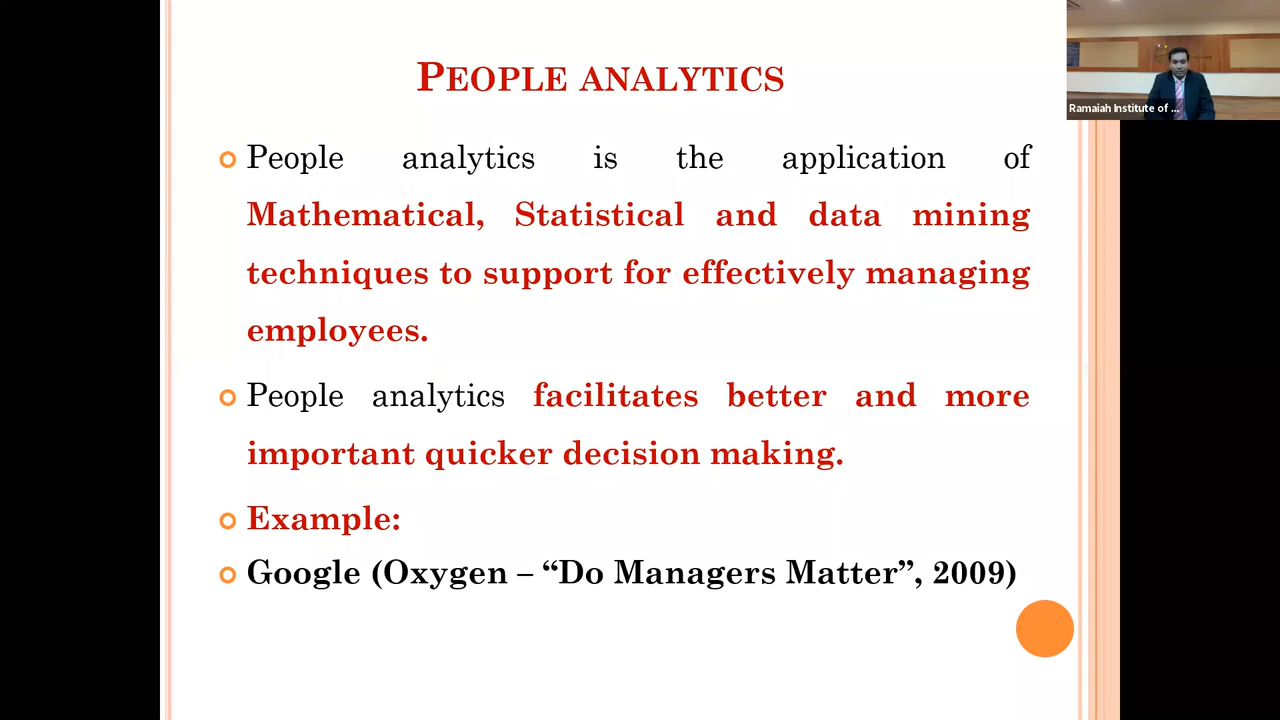 PEOPLE ANALYTICS
Ramaiah Institute of ...
People analytics is the application of
Mathematical, Statistical and data mining
techniques to support for effectively managing
employees.
People analytics facilitates better and more
important quicker decision making.
Example:
Google (Oxygen – “Do Managers Matter”, 2009)